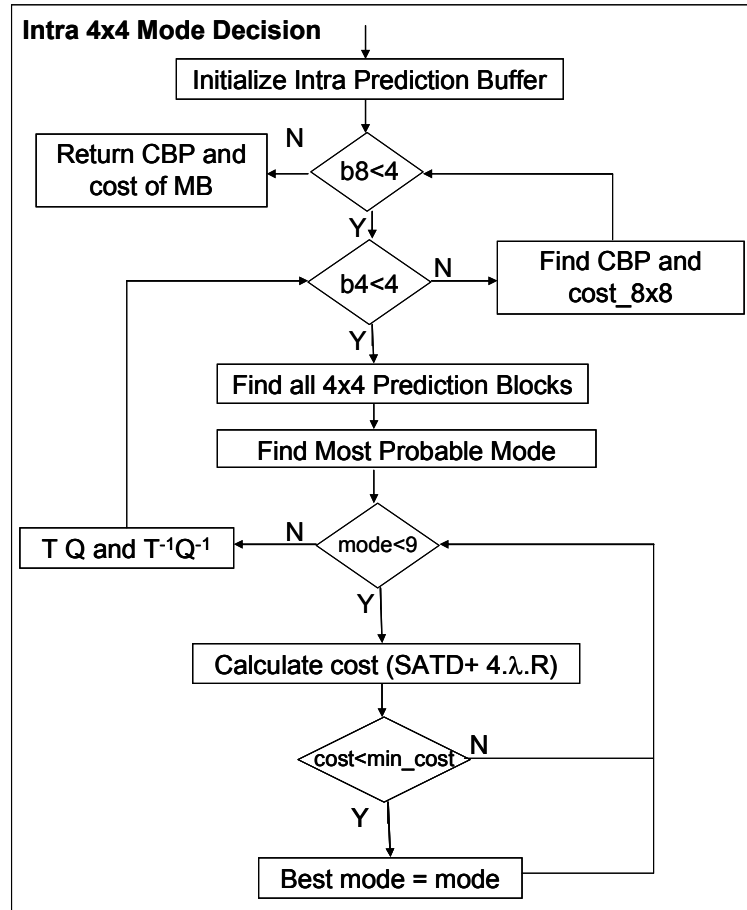 Intra 4x4 Mode Decision
Initialize Intra Prediction Buffer
N
Return CBP and
cost of MB
b8<4
Y
b4<4
N
Find CBP and
cost_8x8
Y
Find all 4x4 Prediction Blocks
Find Most Probable Mode
T Q and T⁻¹Q⁻¹
N
mode<9
Y
Calculate cost (SATD+ 4.λ.R)
cost<min_cost
N
Y
Best mode = mode